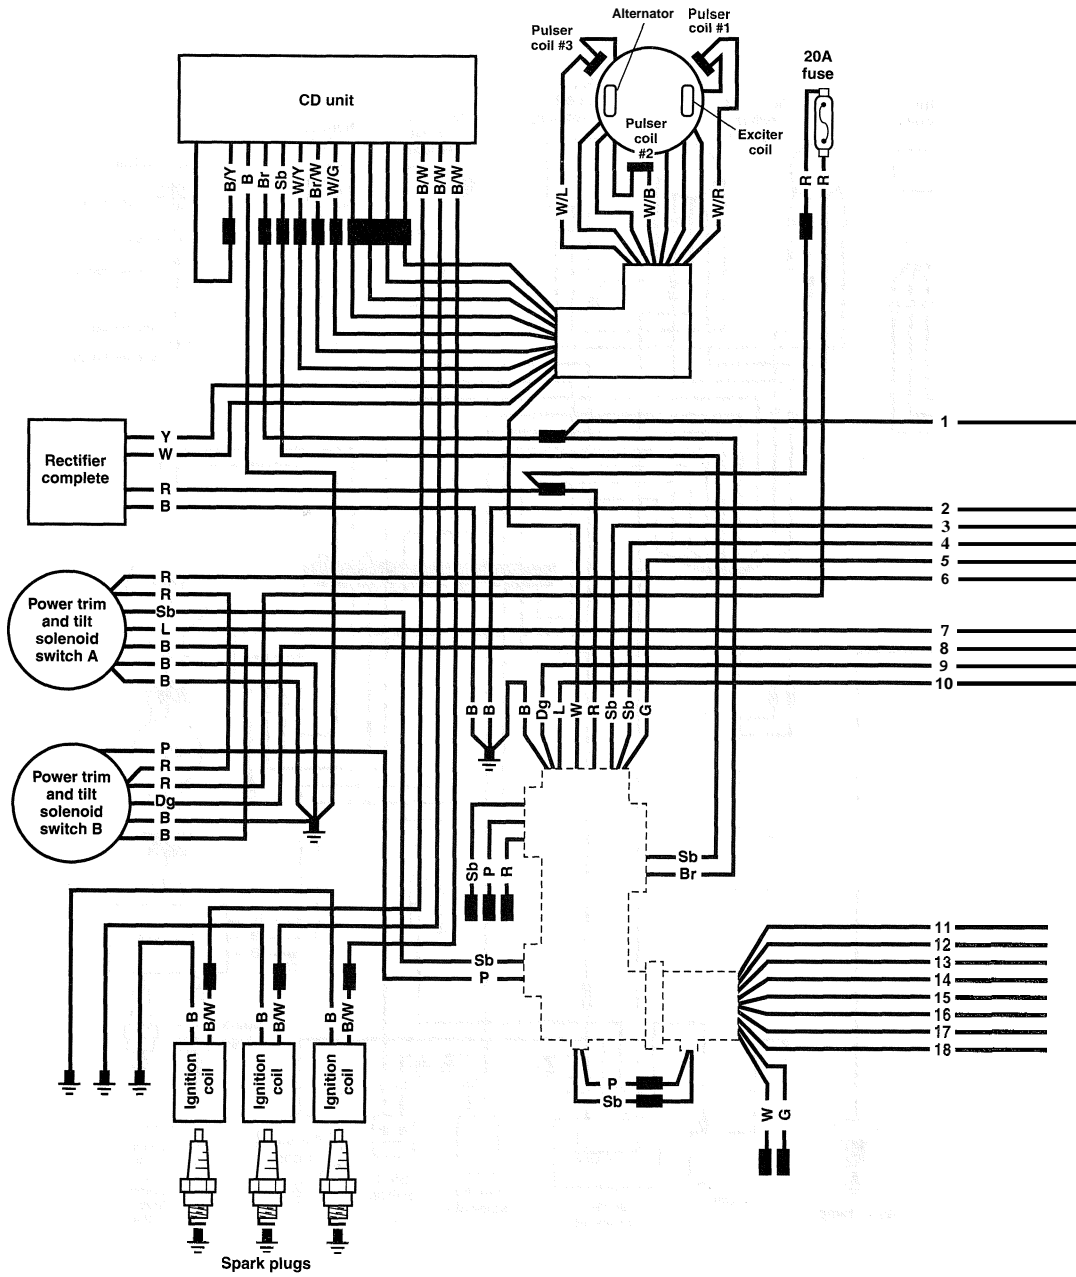 Alternator
Pulser
coil #1
Pulser
coil #3
20A
fuse
CD unit
Pulser
coil
#2
Exciter
coil
B/Y
B
Br
Sb
W/Y
Br/W
W/G
B/W
B/W
B/W
W/L
W/B
W/R
R
R
1
Rectifier
complete
Y
W
R
B
2
3
4
5
6
7
8
9
10
Power trim
and tilt
solenoid
switch A
R
R
Sb
L
B
B
B
B
B
B
Dg
L
W
R
Sb
Sb
G
Power trim
and tilt
solenoid
switch B
P
R
R
Dg
B
B
Sb
P
R
Sb
Br
Sb
P
11
12
13
14
15
16
17
18
B
B/W
B
B/W
B
B/W
Ignition
coil
Ignition
coil
Ignition
coil
P
Sb
W
G
Spark plugs